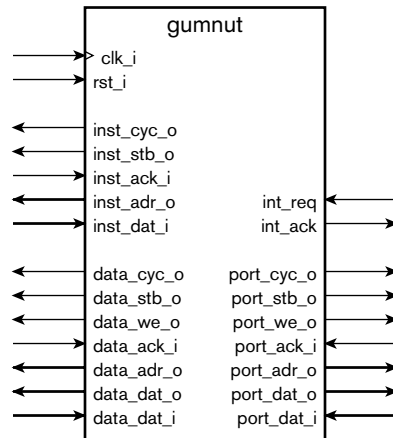 gumnut
clk_i
rst_i
inst_cyc_o
inst_stb_o
inst_ack_i
inst_adr_o
inst_dat_i
int_req
int_ack
data_cyc_o
data_stb_o
data_we_o
data_ack_i
data_adr_o
data_dat_o
data_dat_i
port_cyc_o
port_stb_o
port_we_o
port_ack_i
port_adr_o
port_dat_o
port_dat_i